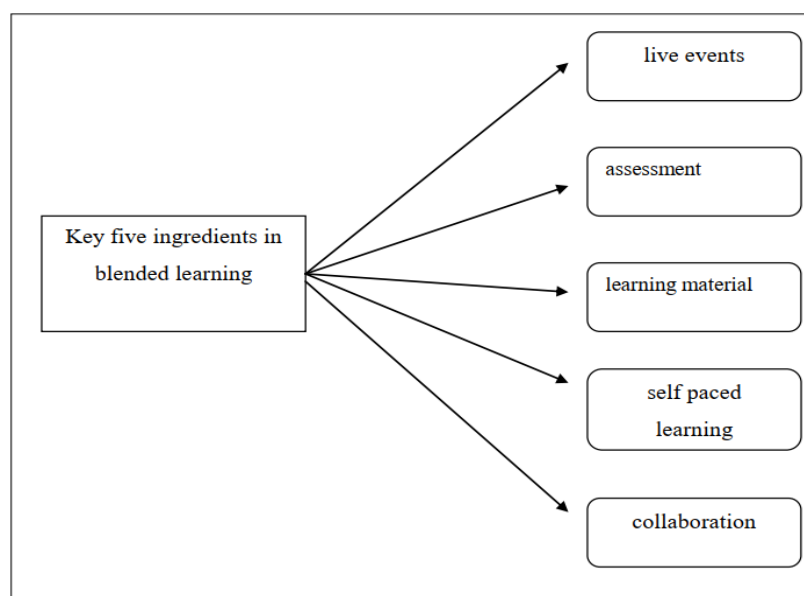 Key five ingredients in
blended learning
live events
assessment
learning material
self paced
learning
collaboration